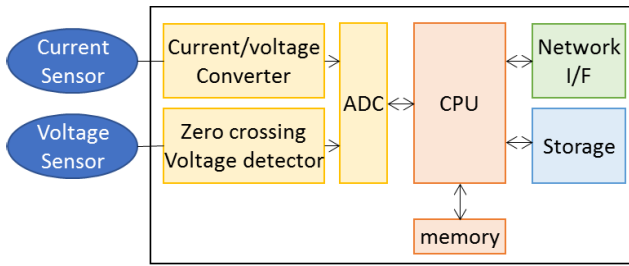 Current
Sensor
Current/voltage
Converter
Voltage
Sensor
Zero crossing
Voltage detector
ADC
CPU
Network
I/F
Storage
memory